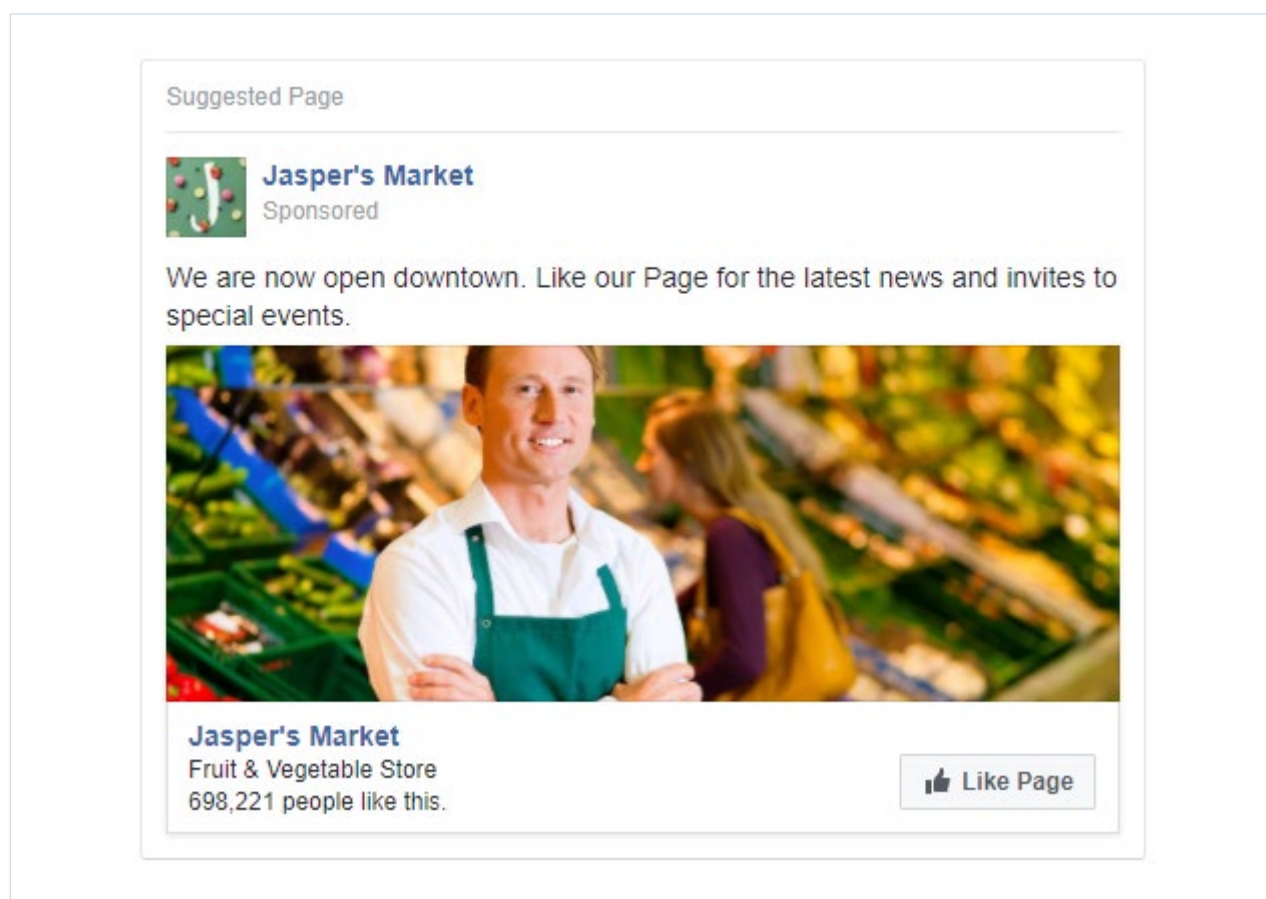 Suggested Page
J
Jasper's Market
Sponsored
We are now open downtown. Like our Page for the latest news and invites to
special events.
Jasper's Market
Fruit & Vegetable Store
698,221 people like this.
Like Page